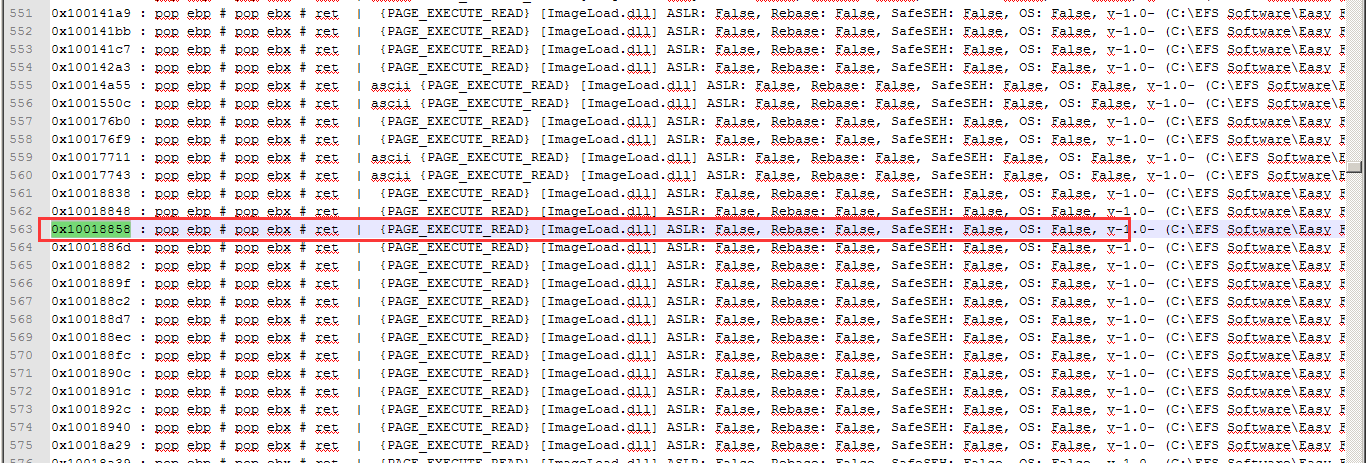 551 0x100141a9 : pop ebp # pop ebx # ret | {PAGE_EXECUTE_READ} [ImageLoad.dll] ASLR: False, Rebase: False, SafeSEH: False, OS: False, v-1.0- (C:\EFS Software\Easy F
552 0x100141bb : pop ebp # pop ebx # ret | {PAGE_EXECUTE_READ} [ImageLoad.dll] ASLR: False, Rebase: False, SafeSEH: False, OS: False, v-1.0- (C:\EFS Software\Easy F
553 0x100141c7 : pop ebp # pop ebx # ret | {PAGE_EXECUTE_READ} [ImageLoad.dll] ASLR: False, Rebase: False, SafeSEH: False, OS: False, v-1.0- (C:\EFS Software\Easy F
554 0x100142a3 : pop ebp # pop ebx # ret | {PAGE_EXECUTE_READ} [ImageLoad.dll] ASLR: False, Rebase: False, SafeSEH: False, OS: False, v-1.0- (C:\EFS Software\Easy F
555 0x10014a55 : pop ebp # pop ebx # ret | ascii {PAGE_EXECUTE_READ} [ImageLoad.dll] ASLR: False, Rebase: False, SafeSEH: False, OS: False, v-1.0- (C:\EFS Software\E
556 0x1001550c : pop ebp # pop ebx # ret | ascii {PAGE_EXECUTE_READ} [ImageLoad.dll] ASLR: False, Rebase: False, SafeSEH: False, OS: False, v-1.0- (C:\EFS Software\E
557 0x100176b0 : pop ebp # pop ebx # ret | {PAGE_EXECUTE_READ} [ImageLoad.dll] ASLR: False, Rebase: False, SafeSEH: False, OS: False, v-1.0- (C:\EFS Software\Easy F
558 0x100176f9 : pop ebp # pop ebx # ret | {PAGE_EXECUTE_READ} [ImageLoad.dll] ASLR: False, Rebase: False, SafeSEH: False, OS: False, v-1.0- (C:\EFS Software\Easy F
559 0x10017711 : pop ebp # pop ebx # ret | ascii {PAGE_EXECUTE_READ} [ImageLoad.dll] ASLR: False, Rebase: False, SafeSEH: False, OS: False, v-1.0- (C:\EFS Software\E
560 0x10017743 : pop ebp # pop ebx # ret | ascii {PAGE_EXECUTE_READ} [ImageLoad.dll] ASLR: False, Rebase: False, SafeSEH: False, OS: False, v-1.0- (C:\EFS Software\E
561 0x10018838 : pop ebp # pop ebx # ret | {PAGE_EXECUTE_READ} [ImageLoad.dll] ASLR: False, Rebase: False, SafeSEH: False, OS: False, v-1.0- (C:\EFS Software\Easy F
562 0x10018848 : pop ebp # pop ebx # ret | {PAGE_EXECUTE_READ} [ImageLoad.dll] ASLR: False, Rebase: False, SafeSEH: False, OS: False, v-1.0- (C:\EFS Software\Easy F
563 0x10018858 : pop ebp # pop ebx # ret | {PAGE_EXECUTE_READ} [ImageLoad.dll] ASLR: False, Rebase: False, SafeSEH: False, OS: False, v-1.0- (C:\EFS Software\Easy F
564 0x1001886d : pop ebp # pop ebx # ret | {PAGE_EXECUTE_READ} [ImageLoad.dll] ASLR: False, Rebase: False, SafeSEH: False, OS: False, v-1.0- (C:\EFS Software\Easy F
565 0x10018882 : pop ebp # pop ebx # ret | {PAGE_EXECUTE_READ} [ImageLoad.dll] ASLR: False, Rebase: False, SafeSEH: False, OS: False, v-1.0- (C:\EFS Software\Easy F
566 0x1001889f : pop ebp # pop ebx # ret | {PAGE_EXECUTE_READ} [ImageLoad.dll] ASLR: False, Rebase: False, SafeSEH: False, OS: False, v-1.0- (C:\EFS Software\Easy F
567 0x100188c2 : pop ebp # pop ebx # ret | {PAGE_EXECUTE_READ} [ImageLoad.dll] ASLR: False, Rebase: False, SafeSEH: False, OS: False, v-1.0- (C:\EFS Software\Easy F
568 0x100188d7 : pop ebp # pop ebx # ret | {PAGE_EXECUTE_READ} [ImageLoad.dll] ASLR: False, Rebase: False, SafeSEH: False, OS: False, v-1.0- (C:\EFS Software\Easy F
569 0x100188ec : pop ebp # pop ebx # ret | {PAGE_EXECUTE_READ} [ImageLoad.dll] ASLR: False, Rebase: False, SafeSEH: False, OS: False, v-1.0- (C:\EFS Software\Easy F
570 0x100188fc : pop ebp # pop ebx # ret | {PAGE_EXECUTE_READ} [ImageLoad.dll] ASLR: False, Rebase: False, SafeSEH: False, OS: False, v-1.0- (C:\EFS Software\Easy F
571 0x1001890c : pop ebp # pop ebx # ret | {PAGE_EXECUTE_READ} [ImageLoad.dll] ASLR: False, Rebase: False, SafeSEH: False, OS: False, v-1.0- (C:\EFS Software\Easy F
572 0x1001891c : pop ebp # pop ebx # ret | {PAGE_EXECUTE_READ} [ImageLoad.dll] ASLR: False, Rebase: False, SafeSEH: False, OS: False, v-1.0- (C:\EFS Software\Easy F
573 0x1001892c : pop ebp # pop ebx # ret | {PAGE_EXECUTE_READ} [ImageLoad.dll] ASLR: False, Rebase: False, SafeSEH: False, OS: False, v-1.0- (C:\EFS Software\Easy F
574 0x10018940 : pop ebp # pop ebx # ret | {PAGE_EXECUTE_READ} [ImageLoad.dll] ASLR: False, Rebase: False, SafeSEH: False, OS: False, v-1.0- (C:\EFS Software\Easy F
575 0x10018a29 : pop ebp # pop ebx # ret | {PAGE_EXECUTE_READ} [ImageLoad.dll] ASLR: False, Rebase: False, SafeSEH: False, OS: False, v-1.0- (C:\EFS Software\Easy F